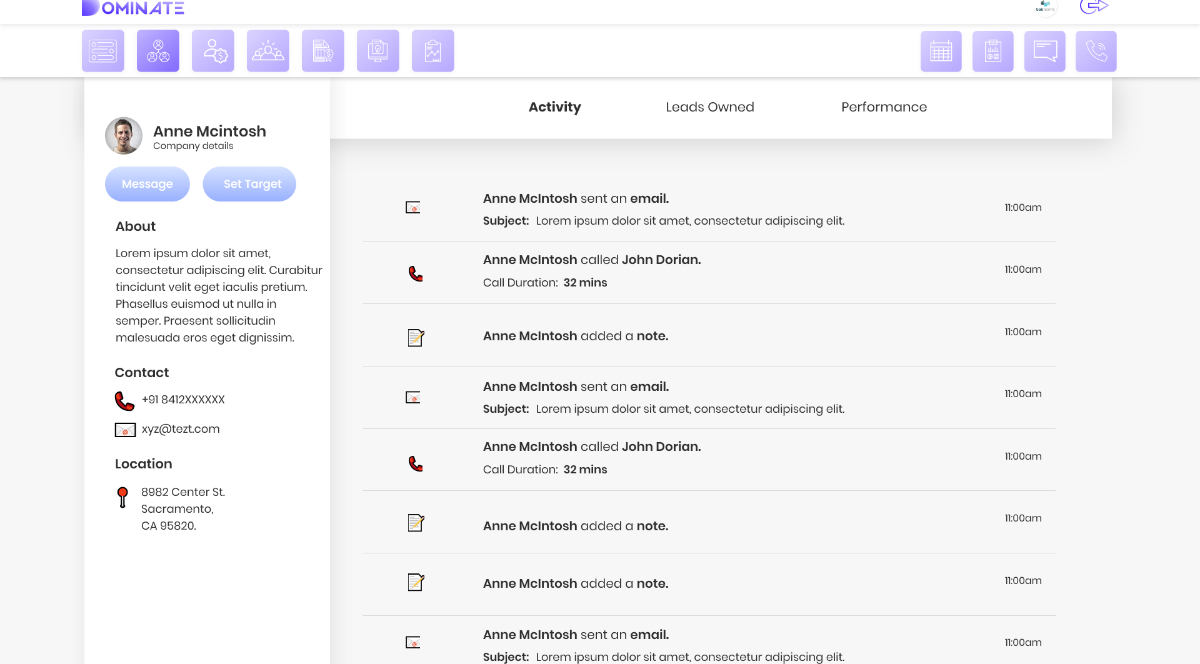 DOMINATE
Activity
Leads Owned
Performance
Anne Mcintosh
Company details
Message
Set Target
About
Lorem ipsum dolor sit amet,
consectetur adipiscing elit. Curabitur
tincidunt velit eget iaculis pretium.
Phasellus euismod ut nulla in
semper. Praesent sollicitudin
malesuada eros eget dignissim.
Contact
+91 8412XXXXXX
xyz@tezt.com
Location
8982 Center St.
Sacramento,
CA 95820.
Anne McIntosh sent an email.
Subject: Lorem ipsum dolor sit amet, consectetur adipiscing elit.
11:00am
Anne McIntosh called John Dorian.
Call Duration: 32 mins
11:00am
Anne McIntosh added a note.
11:00am
Anne McIntosh sent an email.
Subject: Lorem ipsum dolor sit amet, consectetur adipiscing elit.
11:00am
Anne McIntosh called John Dorian.
Call Duration: 32 mins
11:00am
Anne McIntosh added a note.
11:00am
Anne McIntosh added a note.
11:00am
Anne McIntosh sent an email.
Subject: Lorem ipsum dolor sit amet, consectetur adipiscing elit.
11:00am